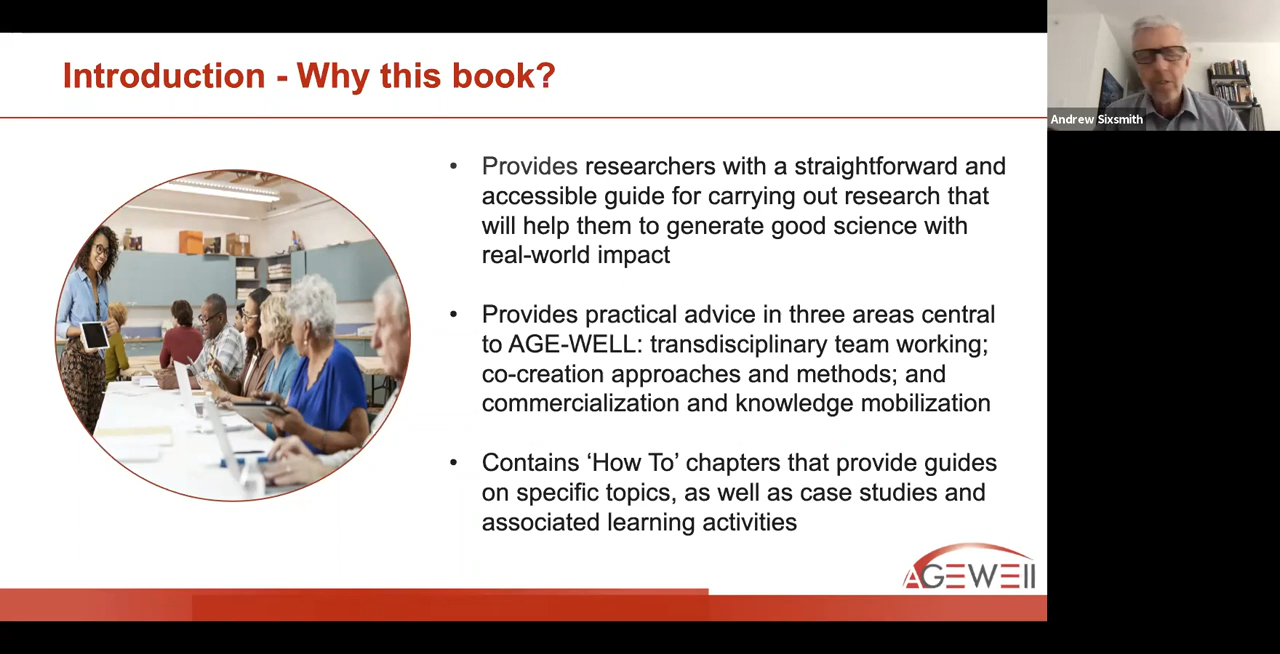 Introduction - Why this book?
Andrew Sixsmith
• Provides researchers with a straightforward and
accessible guide for carrying out research that
will help them to generate good science with
real-world impact
• Provides practical advice in three areas central
to AGE-WELL: transdisciplinary team working;
co-creation approaches and methods; and
commercialization and knowledge mobilization
• Contains ‘How To’ chapters that provide guides
on specific topics, as well as case studies and
associated learning activities
AGEWELL